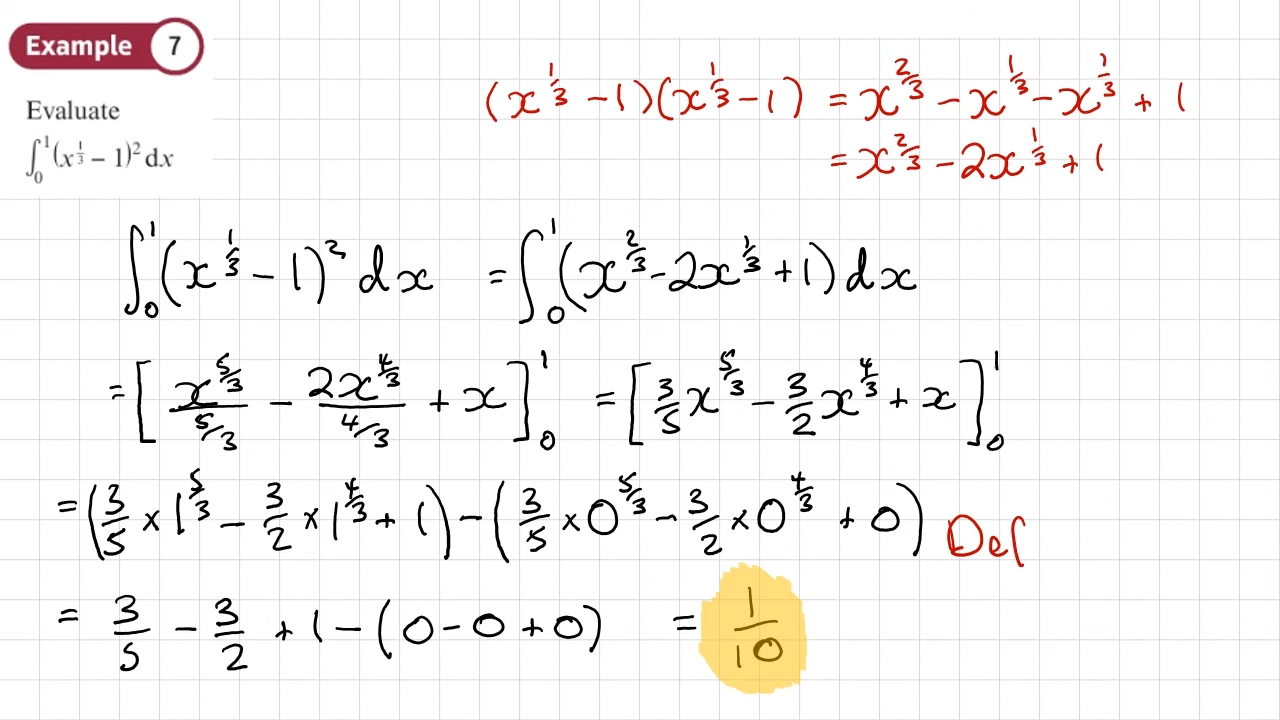 Example 7
Evaluate
∫₀¹(x^{1/3} − 1)² dx
(x^{1/3} − 1)(x^{1/3} − 1) = x^{2/3} − x^{1/3} − x^{1/3} + 1
= x^{2/3} − 2x^{1/3} + 1
∫₀¹ (x^{1/3} − 1)² dx = ∫₀¹ (x^{2/3} − 2x^{1/3} + 1) dx
= [x^{5/3}/(5/3) − 2x^{4/3}/(4/3) + x]₀¹ = [3/5 x^{5/3} − 3/2 x^{4/3} + x]₀¹
= (3/5 × 1^{5/3} − 3/2 × 1^{4/3} + 1) − (3/5 × 0^{5/3} − 3/2 × 0^{4/3} + 0) Def
= 3/5 − 3/2 + 1 − (0 − 0 + 0) = 1/10